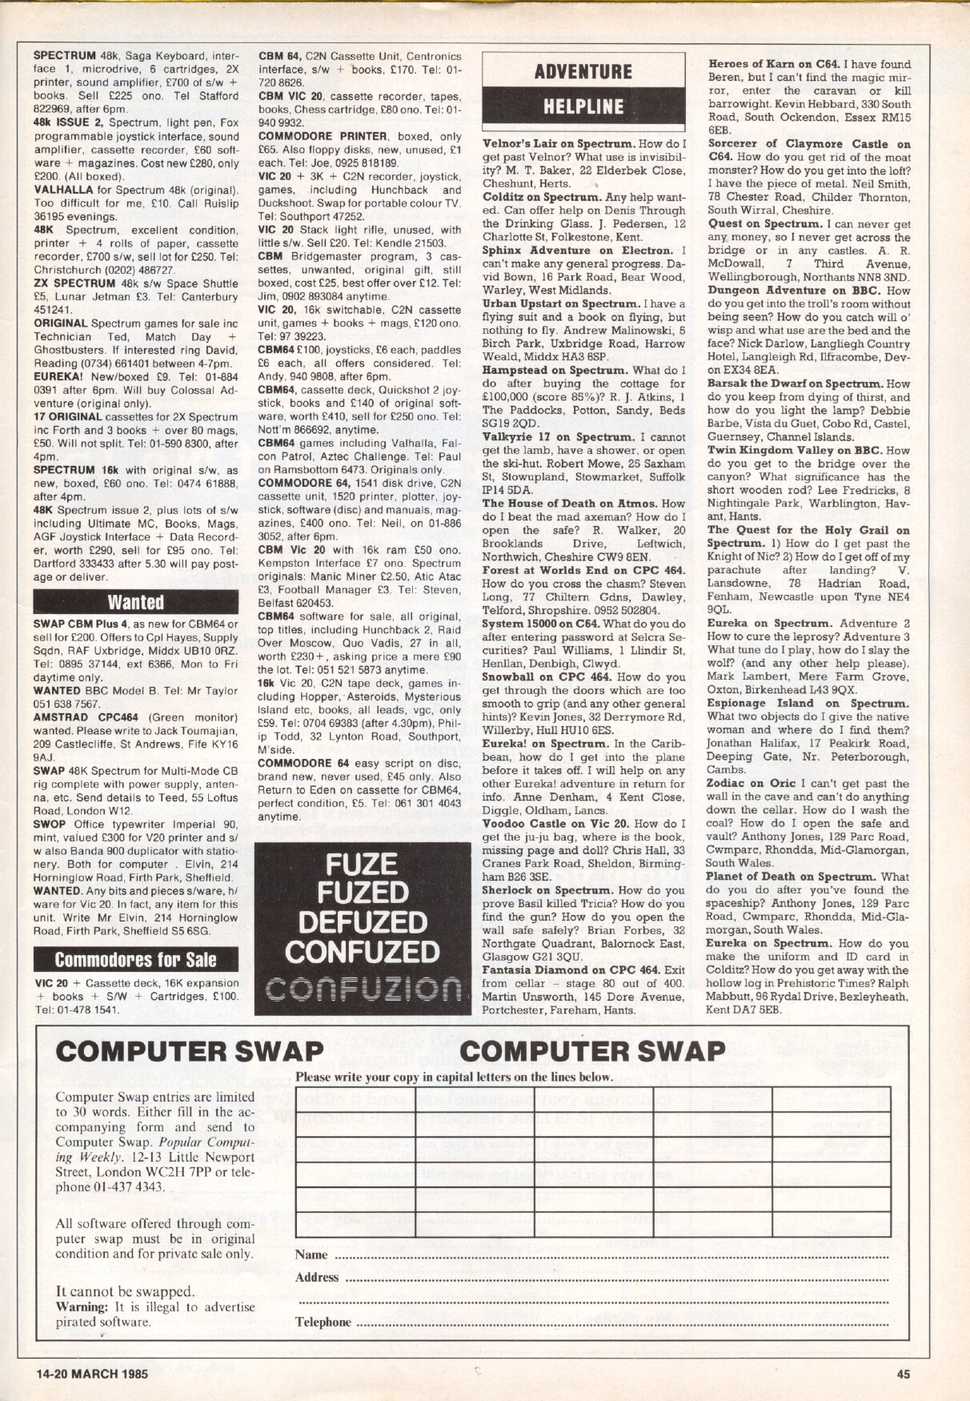 SPECTRUM 48k, Saga Keyboard, inter-
face 1, microdrive, 6 cartridges, 2X
printer, sound amplifier, £700 of s/w +
books. Sell £225 ono. Tel Stafford
822969, after 6pm.
48k ISSUE 2, Spectrum, light pen, Fox
programmable joystick interface, sound
amplifier, cassette recorder, £60 soft-
ware + magazines. Cost new £280, only
£200. (All boxed).
VALHALLA for Spectrum 48k (original).
Too difficult for me, £10. Call Ruislip
36195 evenings.
48K Spectrum, excellent condition,
printer + 4 rolls of paper, cassette
recorder, £700 s/w, sell lot for £250. Tel:
Christchurch (0202) 486727.
ZX SPECTRUM 48k s/w Space Shuttle
£5, Lunar Jetman £3. Tel: Canterbury
451241.
ORIGINAL Spectrum games for sale inc
Technician Ted, Match Day +
Ghostbusters. If interested ring David,
Reading (0734) 661401 between 4-7pm.
EUREKA! New/boxed £9. Tel: 01-884
0391 after 6pm. Will buy Colossal Ad-
venture (original only).
17 ORIGINAL cassettes for 2X Spectrum
inc Forth and 3 books + over 80 mags,
£50. Will not split. Tel: 01-590 8300, after
4pm.
SPECTRUM 16k with original s/w, as
new, boxed, £60 ono. Tel: 0474 61888,
after 4pm.
48K Spectrum issue 2, plus lots of s/w
including Ultimate MC, Books, Mags,
AGF Joystick Interface + Data Record-
er, worth £290, sell for £95 ono. Tel:
Dartford 333433 after 5.30 will pay post-
age or deliver.
Wanted
SWAP CBM Plus 4, as new for CBM64 or
sell for £200. Offers to Cpl Hayes, Supply
Sqdn, RAF Uxbridge, Middx UB10 0RZ.
Tel: 0895 37144, ext 6366, Mon to Fri
daytime only.
WANTED BBC Model B. Tel: Mr Taylor
051 638 7567.
AMSTRAD CPC464 (Green monitor)
wanted. Please write to Jack Toumajian,
209 Castlecliffe, St Andrews, Fife KY16
9AJ.
SWAP 48K Spectrum for Multi-Mode CB
rig complete with power supply, anten-
na, etc. Send details to Teed, 55 Loftus
Road, London W12.
SWOP Office typewriter Imperial 90,
mint, valued £300 for V20 printer and s/
w also Banda 900 duplicator with statio-
nery. Both for computer . Elvin, 214
Horninglow Road, Firth Park, Sheffield.
WANTED. Any bits and pieces s/ware, h/
ware for Vic 20. In fact, any item for this
unit. Write Mr Elvin, 214 Horninglow
Road, Firth Park, Sheffield S5 6SG.
Commodores for Sale
VIC 20 + Cassette deck, 16K expansion
+ books + S/W + Cartridges, £100.
Tel: 01-478 1541.
CBM 64, C2N Cassette Unit, Centronics
interface, s/w + books, £170. Tel: 01-
720 8626.
CBM VIC 20, cassette recorder, tapes,
books, Chess cartridge, £80 ono. Tel: 01-
940 9932.
COMMODORE PRINTER, boxed, only
£65. Also floppy disks, new, unused, £1
each. Tel: Joe, 0925 818189.
VIC 20 + 3K + C2N recorder, joystick,
games, including Hunchback and
Duckshoot. Swap for portable colour TV.
Tel: Southport 47252.
VIC 20 Stack light rifle, unused, with
little s/w. Sell £20. Tel: Kendle 21503.
CBM Bridgemaster program, 3 cas-
settes, unwanted, original gift, still
boxed, cost £25, best offer over £12. Tel:
Jim, 0902 893084 anytime.
VIC 20, 16k switchable, C2N cassette
unit, games + books + mags, £120 ono.
Tel: 97 39223.
CBM64 £100, joysticks, £6 each, paddles
£6 each, all offers considered. Tel:
Andy, 940 9808, after 6pm.
CBM64, cassette deck, Quickshot 2 joy-
stick, books and £140 of original soft-
ware, worth £410, sell for £250 ono. Tel:
Nott'm 866692, anytime.
CBM64 games including Valhalla, Fal-
con Patrol, Aztec Challenge. Tel: Paul
on Ramsbottom 6473. Originals only.
COMMODORE 64, 1541 disk drive, C2N
cassette unit, 1520 printer, plotter, joy-
stick, software (disc) and manuals, mag-
azines, £400 ono. Tel: Neil, on 01-886
3052, after 6pm.
CBM Vic 20 with 16k ram £50 ono.
Kempston Interface £7 ono. Spectrum
originals: Manic Miner £2.50, Atic Atac
£3, Football Manager £3. Tel: Steven,
Belfast 620453.
CBM64 software for sale, all original,
top titles, including Hunchback 2, Raid
Over Moscow, Quo Vadis, 27 in all,
worth £230+, asking price a mere £90
the lot. Tel: 051 521 5873 anytime.
16k Vic 20, C2N tape deck, games in-
cluding Hopper, Asteroids, Mysterious
Island etc, books, all leads, vgc, only
£59. Tel: 0704 69383 (after 4.30pm), Phil-
ip Todd, 32 Lynton Road, Southport,
M'side.
COMMODORE 64 easy script on disc,
brand new, never used, £45 only. Also
Return to Eden on cassette for CBM64,
perfect condition, £5. Tel: 061 301 4043
anytime.
FUZE
FUZED
DEFUZED
CONFUZED
CONFUZION
ADVENTURE
HELPLINE
Velnor's Lair on Spectrum. How do I
get past Velnor? What use is invisibil-
ity? M. T. Baker, 22 Elderbek Close,
Cheshunt, Herts.
Colditz on Spectrum. Any help want-
ed. Can offer help on Denis Through
the Drinking Glass. J. Pedersen, 12
Charlotte St, Folkestone, Kent.
Sphinx Adventure on Electron. I
can't make any general progress. Da-
vid Bown, 16 Park Road, Bear Wood,
Warley, West Midlands.
Urban Upstart on Spectrum. I have a
flying suit and a book on flying, but
nothing to fly. Andrew Malinowski, 5
Birch Park, Uxbridge Road, Harrow
Weald, Middx HA3 6SP.
Hampstead on Spectrum. What do I
do after buying the cottage for
£100,000 (score 85%)? R. J. Atkins, 1
The Paddocks, Potton, Sandy, Beds
SG19 2QD.
Valkyrie 17 on Spectrum. I cannot
get the lamb, have a shower, or open
the ski-hut. Robert Mowe, 25 Saxham
St, Stowupland, Stowmarket, Suffolk
IP14 5DA.
The House of Death on Atmos. How
do I beat the mad axeman? How do I
open the safe? R. Walker, 20
Brooklands Drive, Leftwich,
Northwich, Cheshire CW9 8EN.
Forest at Worlds End on CPC 464.
How do you cross the chasm? Steven
Long, 77 Chiltern Gdns, Dawley,
Telford, Shropshire. 0952 502804.
System 15000 on C64. What do you do
after entering password at Selcra Se-
curities? Paul Williams, 1 Llindir St,
Henllan, Denbigh, Clwyd.
Snowball on CPC 464. How do you
get through the doors which are too
smooth to grip (and any other general
hints)? Kevin Jones, 32 Derrymore Rd,
Willerby, Hull HU10 6ES.
Eureka! on Spectrum. In the Carib-
bean, how do I get into the plane
before it takes off. I will help on any
other Eureka! adventure in return for
info. Anne Denham, 4 Kent Close,
Diggle, Oldham, Lancs.
Voodoo Castle on Vic 20. How do I
get the ju-ju bag, where is the book,
missing page and doll? Chris Hall, 33
Cranes Park Road, Sheldon, Birming-
ham B26 3SE.
Sherlock on Spectrum. How do you
prove Basil killed Tricia? How do you
find the gun? How do you open the
wall safe safely? Brian Forbes, 32
Northgate Quadrant, Balornock East,
Glasgow G21 3QU.
Fantasia Diamond on CPC 464. Exit
from cellar – stage 80 out of 400.
Martin Unsworth, 145 Dore Avenue,
Portchester, Fareham, Hants.
Heroes of Karn on C64. I have found
Beren, but I can't find the magic mir-
ror, enter the caravan or kill
barrowight. Kevin Hebbard, 330 South
Road, South Ockendon, Essex RM15
6EB.
Sorcerer of Claymore Castle on
C64. How do you get rid of the moat
monster? How do you get into the loft?
I have the piece of metal. Neil Smith,
78 Chester Road, Childer Thornton,
South Wirral, Cheshire.
Quest on Spectrum. I can never get
any money, so I never get across the
bridge or in any castles. A. R.
McDowall, 7 Third Avenue,
Wellingborough, Northants NN8 3ND.
Dungeon Adventure on BBC. How
do you get into the troll's room without
being seen? How do you catch will o'
wisp and what use are the bed and the
face? Nick Darlow, Langliegh Country
Hotel, Langleigh Rd, Ilfracombe, Dev-
on EX34 8EA.
Barsak the Dwarf on Spectrum. How
do you keep from dying of thirst, and
how do you light the lamp? Debbie
Barbe, Vista du Guet, Cobo Rd, Castel,
Guernsey, Channel Islands.
Twin Kingdom Valley on BBC. How
do you get to the bridge over the
canyon? What significance has the
short wooden rod? Lee Fredricks, 8
Nightingale Park, Warblington, Hav-
ant, Hants.
The Quest for the Holy Grail on
Spectrum. 1) How do I get past the
Knight of Nic? 2) How do I get off of my
parachute after landing? V.
Lansdowne, 78 Hadrian Road,
Fenham, Newcastle upon Tyne NE4
9QL.
Eureka on Spectrum. Adventure 2
How to cure the leprosy? Adventure 3
What tune do I play, how do I slay the
wolf? (and any other help please).
Mark Lambert, Mere Farm Grove,
Oxton, Birkenhead L43 9QX.
Espionage Island on Spectrum.
What two objects do I give the native
woman and where do I find them?
Jonathan Halifax, 17 Peakirk Road,
Deeping Gate, Nr. Peterborough,
Cambs.
Zodiac on Oric I can't get past the
wall in the cave and can't do anything
down the cellar. How do I wash the
coal? How do I open the safe and
vault? Anthony Jones, 129 Parc Road,
Cwmparc, Rhondda, Mid-Glamorgan,
South Wales.
Planet of Death on Spectrum. What
do you do after you've found the
spaceship? Anthony Jones, 129 Parc
Road, Cwmparc, Rhondda, Mid-Gla-
morgan, South Wales.
Eureka on Spectrum. How do you
make the uniform and ID card in
Colditz? How do you get away with the
hollow log in Prehistoric Times? Ralph
Mabbutt, 96 Rydal Drive, Bexleyheath,
Kent DA7 5EB.
COMPUTER SWAP COMPUTER SWAP
Computer Swap entries are limited
to 30 words. Either fill in the ac-
companying form and send to
Computer Swap. Popular Comput-
ing Weekly. 12-13 Little Newport
Street, London WC2H 7PP or tele-
phone 01-437 4343.
All software offered through com-
puter swap must be in original
condition and for private sale only.
It cannot be swapped.
Warning: It is illegal to advertise
pirated software.
Please write your copy in capital letters on the lines below.
Name
Address
Telephone
14-20 MARCH 1985
45